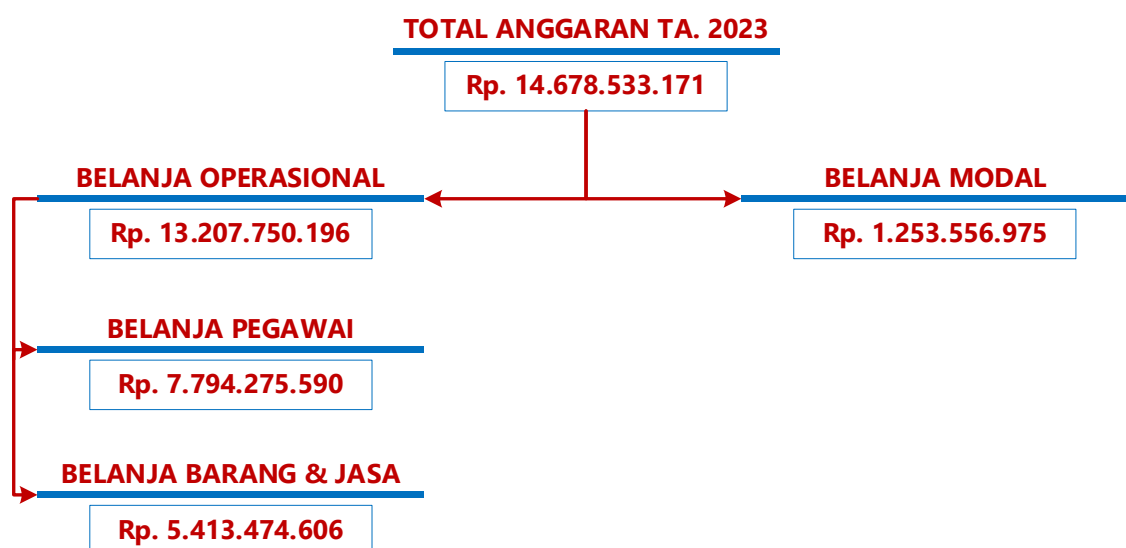 TOTAL ANGGARAN TA. 2023
Rp. 14.678.533.171
BELANJA OPERASIONAL
Rp. 13.207.750.196
BELANJA MODAL
Rp. 1.253.556.975
BELANJA PEGAWAI
Rp. 7.794.275.590
BELANJA BARANG & JASA
Rp. 5.413.474.606